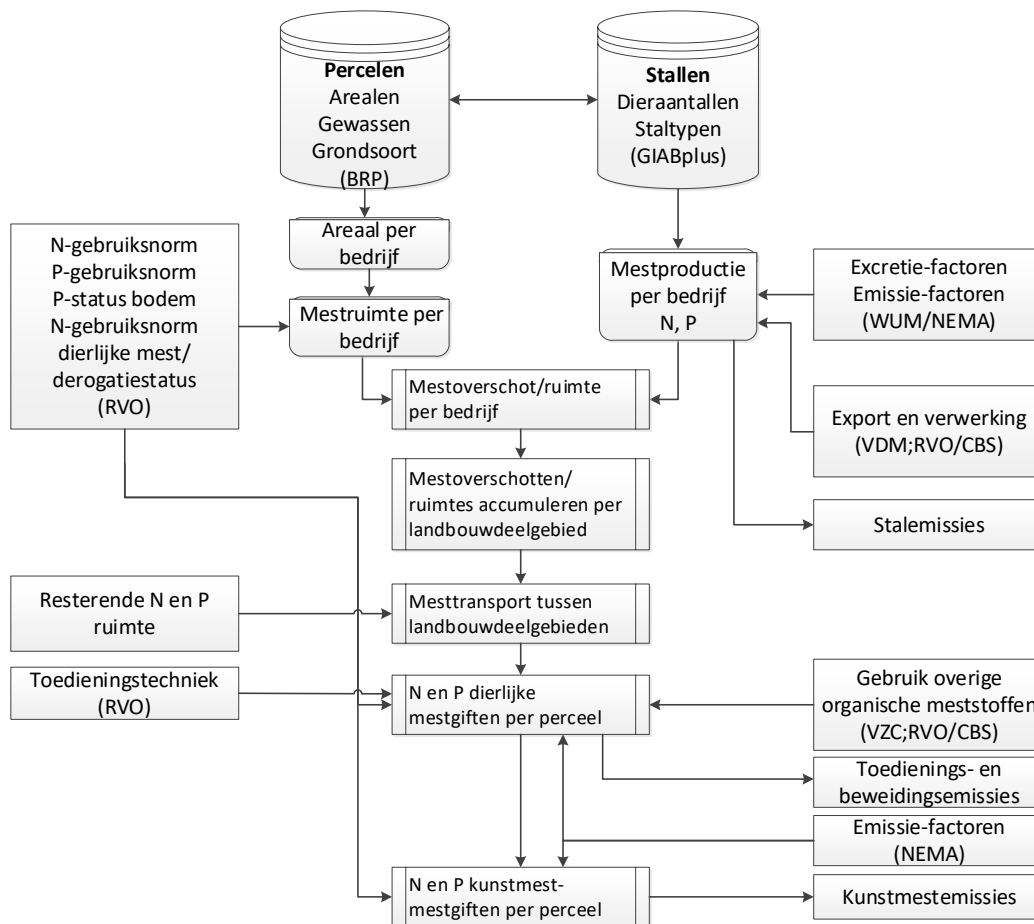 Percelen
Arealen
Gewassen
Grondsoort
(BRP)
Stallen
Dieraantallen
Staltypen
(GIABplus)
Areaal per
bedrijf
N-gebruiksnorm
P-gebruiksnorm
P-status bodem
N-gebruiksnorm
dierlijke mest/
derogatiestatus
(RVO)
Mestruimte per
bedrijf
Mestproductie
per bedrijf
N, P
Excretie-factoren
Emissie-factoren
(WUM/NEMA)
Mestoverschot/ruimte
per bedrijf
Export en verwerking
(VDM;RVO/CBS)
Mestoverschotten/
ruimtes accumuleren per
landbouwdeelgebied
Stalemissies
Resterende N en P
ruimte
Mesttransport tussen
landbouwdeelgebieden
Toedieningstechniek
(RVO)
N en P dierlijke
mestgiften per perceel
Gebruik overige
organische meststoffen
(VZC;RVO/CBS)
Toedienings- en
beweidingsemissies
Emissie-factoren
(NEMA)
N en P kunstmest-
mestgiften per perceel
Kunstmestemissies